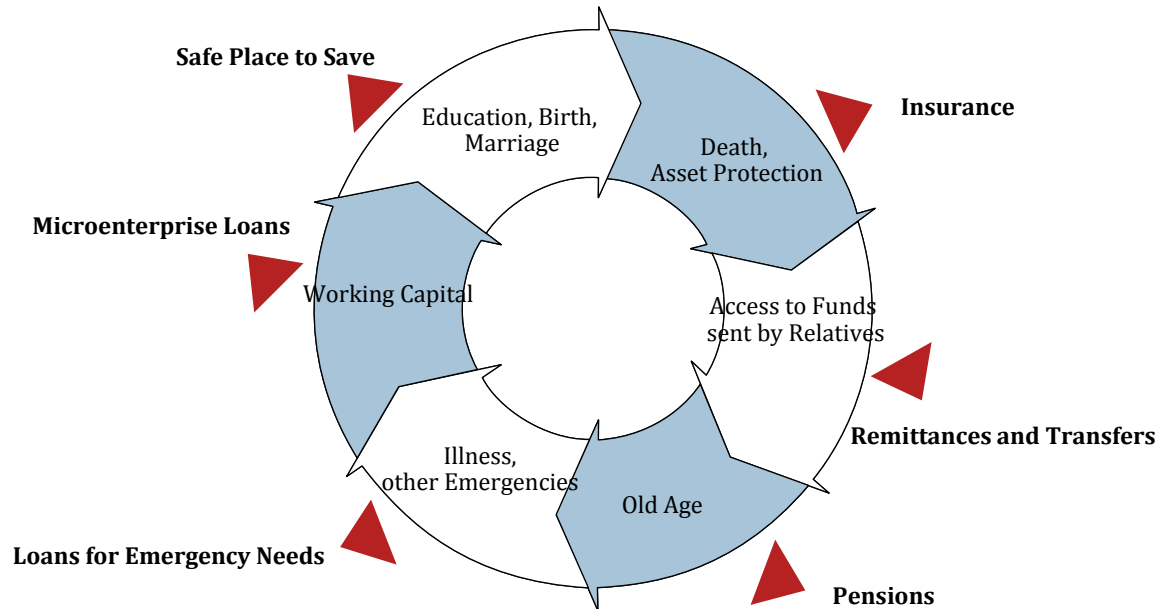 Safe Place to Save
Education, Birth,
Marriage
Insurance
Death,
Asset Protection
Microenterprise Loans
Working Capital
Access to Funds
sent by Relatives
Remittances and Transfers
Illness,
other Emergencies
Old Age
Loans for Emergency Needs
Pensions